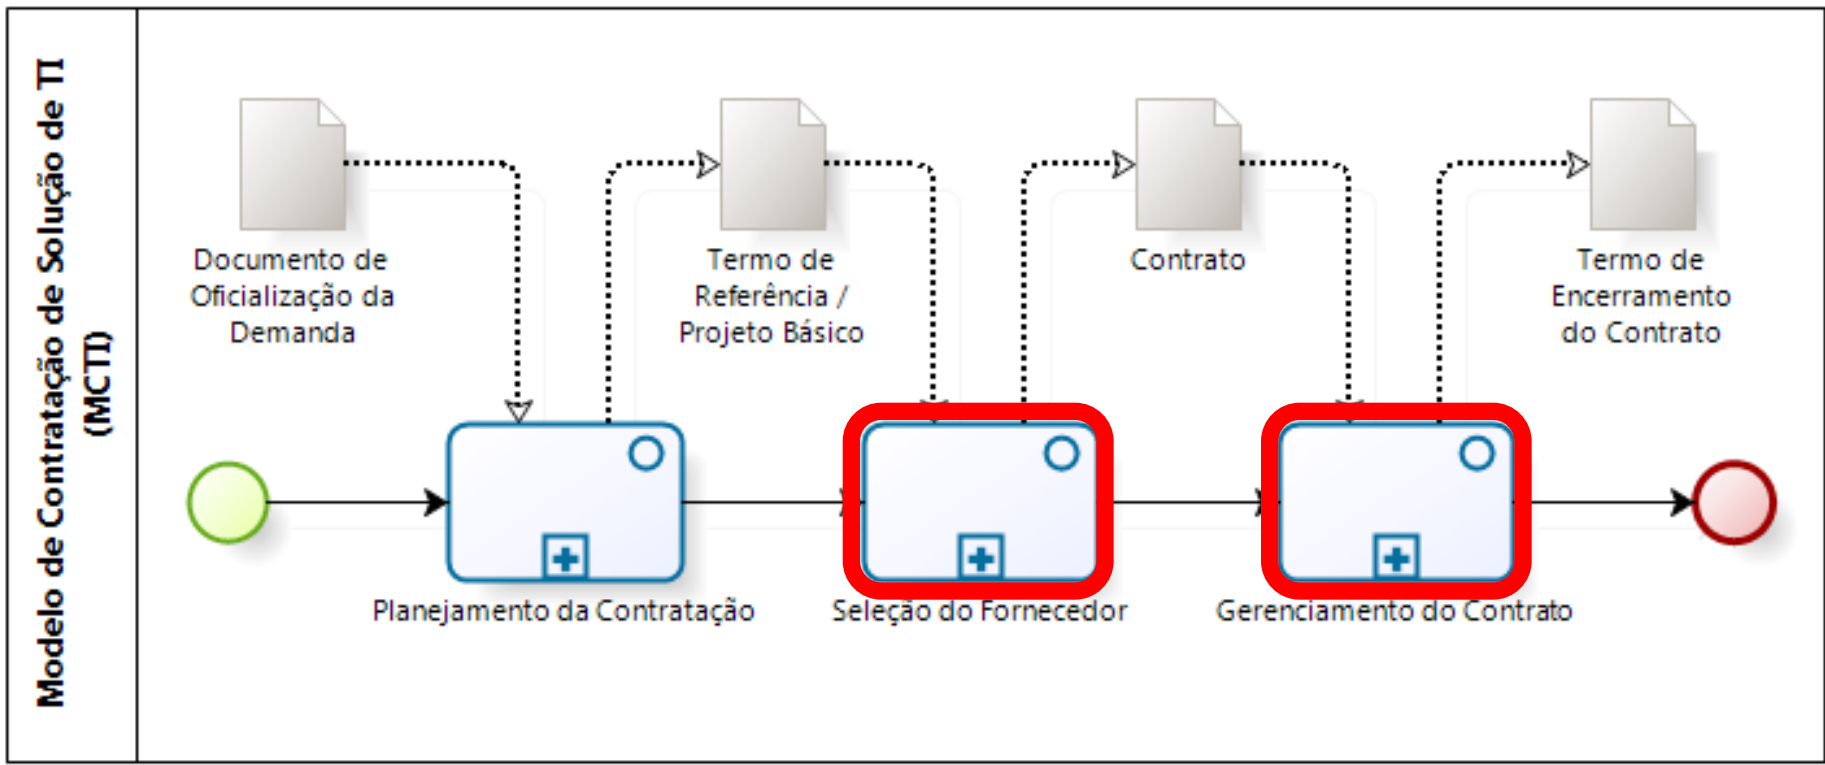 Modelo de Contratação de Solução de TI
(MCTI)
Documento de
Oficialização da
Demanda
Termo de
Referência /
Projeto Básico
Contrato
Termo de
Encerramento
do Contrato
Planejamento da Contratação
Seleção do Fornecedor
Gerenciamento do Contrato